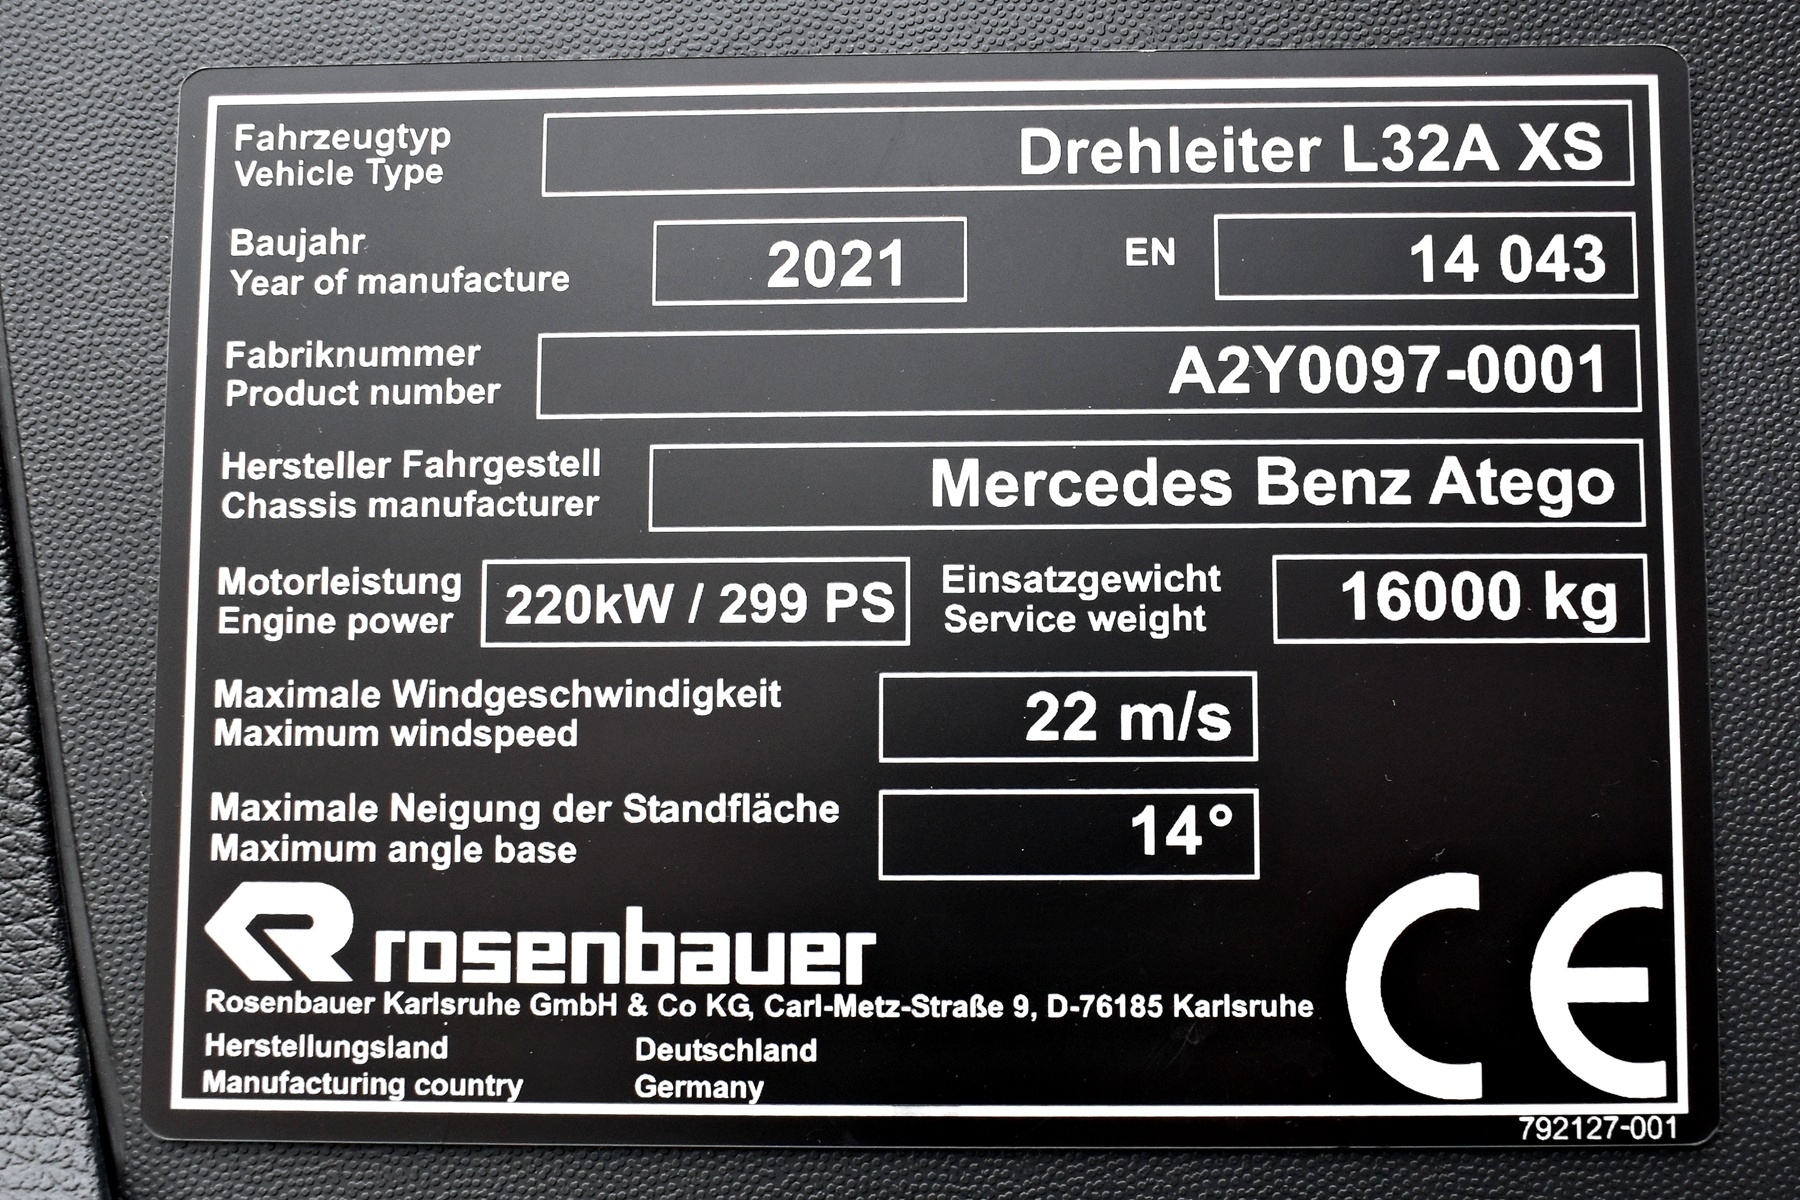 Fahrzeugtyp
Vehicle Type
Drehleiter L32A XS
Baujahr
Year of manufacture
2021
EN
14 043
Fabriknummer
Product number
A2Y0097-0001
Hersteller Fahrgestell
Chassis manufacturer
Mercedes Benz Atego
Motorleistung
Engine power
220kW / 299 PS
Einsatzgewicht
Service weight
16000 kg
Maximale Windgeschwindigkeit
Maximum windspeed
22 m/s
Maximale Neigung der Standfläche
Maximum angle base
14°
rosenbauer
Rosenbauer Karlsruhe GmbH & Co KG, Carl-Metz-Straße 9, D-76185 Karlsruhe
Herstellungsland
Manufacturing country
Deutschland
Germany
CE
792127-001